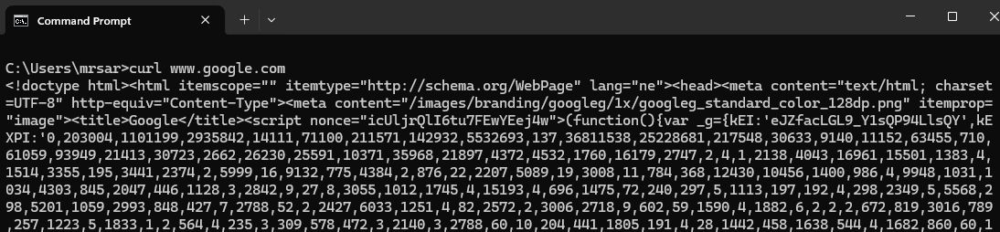 Command Prompt
C:\Users\mrsar>curl www.google.com
<!doctype html><html itemscope="" itemtype="http://schema.org/WebPage" lang="ne"><head><meta content="text/html; charset
=UTF-8" http-equiv="Content-Type"><meta content="/images/branding/googleg/1x/googleg_standard_color_128dp.png" itemprop=
"image"><title>Google</title><script nonce="icUljrQlI6tu7FEwYEej4w">(function(){var _g={kEI:'eJZfacLGL9_Y1sQP94LlsQY',kE
XPI:'0,203004,1101199,2935842,14111,71100,211571,142932,5532693,137,36811538,25228681,217548,30633,9140,11152,63455,710,
61059,93949,21413,30723,2662,26230,25591,10371,35968,21897,4372,4532,1760,16179,2747,2,4,1,2138,4043,16961,15501,1383,4,
1514,3355,195,3441,2374,2,5999,16,9132,775,4384,2,876,22,2207,5089,19,3008,11,784,368,12430,10456,1400,986,4,9948,1031,1
034,4303,845,2047,446,1128,3,2842,9,27,8,3055,1012,1745,4,15193,4,696,1475,72,240,297,5,1113,197,192,4,298,2349,5,5568,2
98,5201,1059,2993,848,427,7,2788,52,2,2427,6033,1251,4,82,2572,2,3006,2718,9,602,59,1590,4,1882,6,2,2,2,672,819,3016,789
,257,1223,5,1833,1,2,564,4,235,3,309,578,472,3,2140,3,2788,60,10,204,441,1805,191,4,28,1442,458,1638,544,4,1682,860,60,1